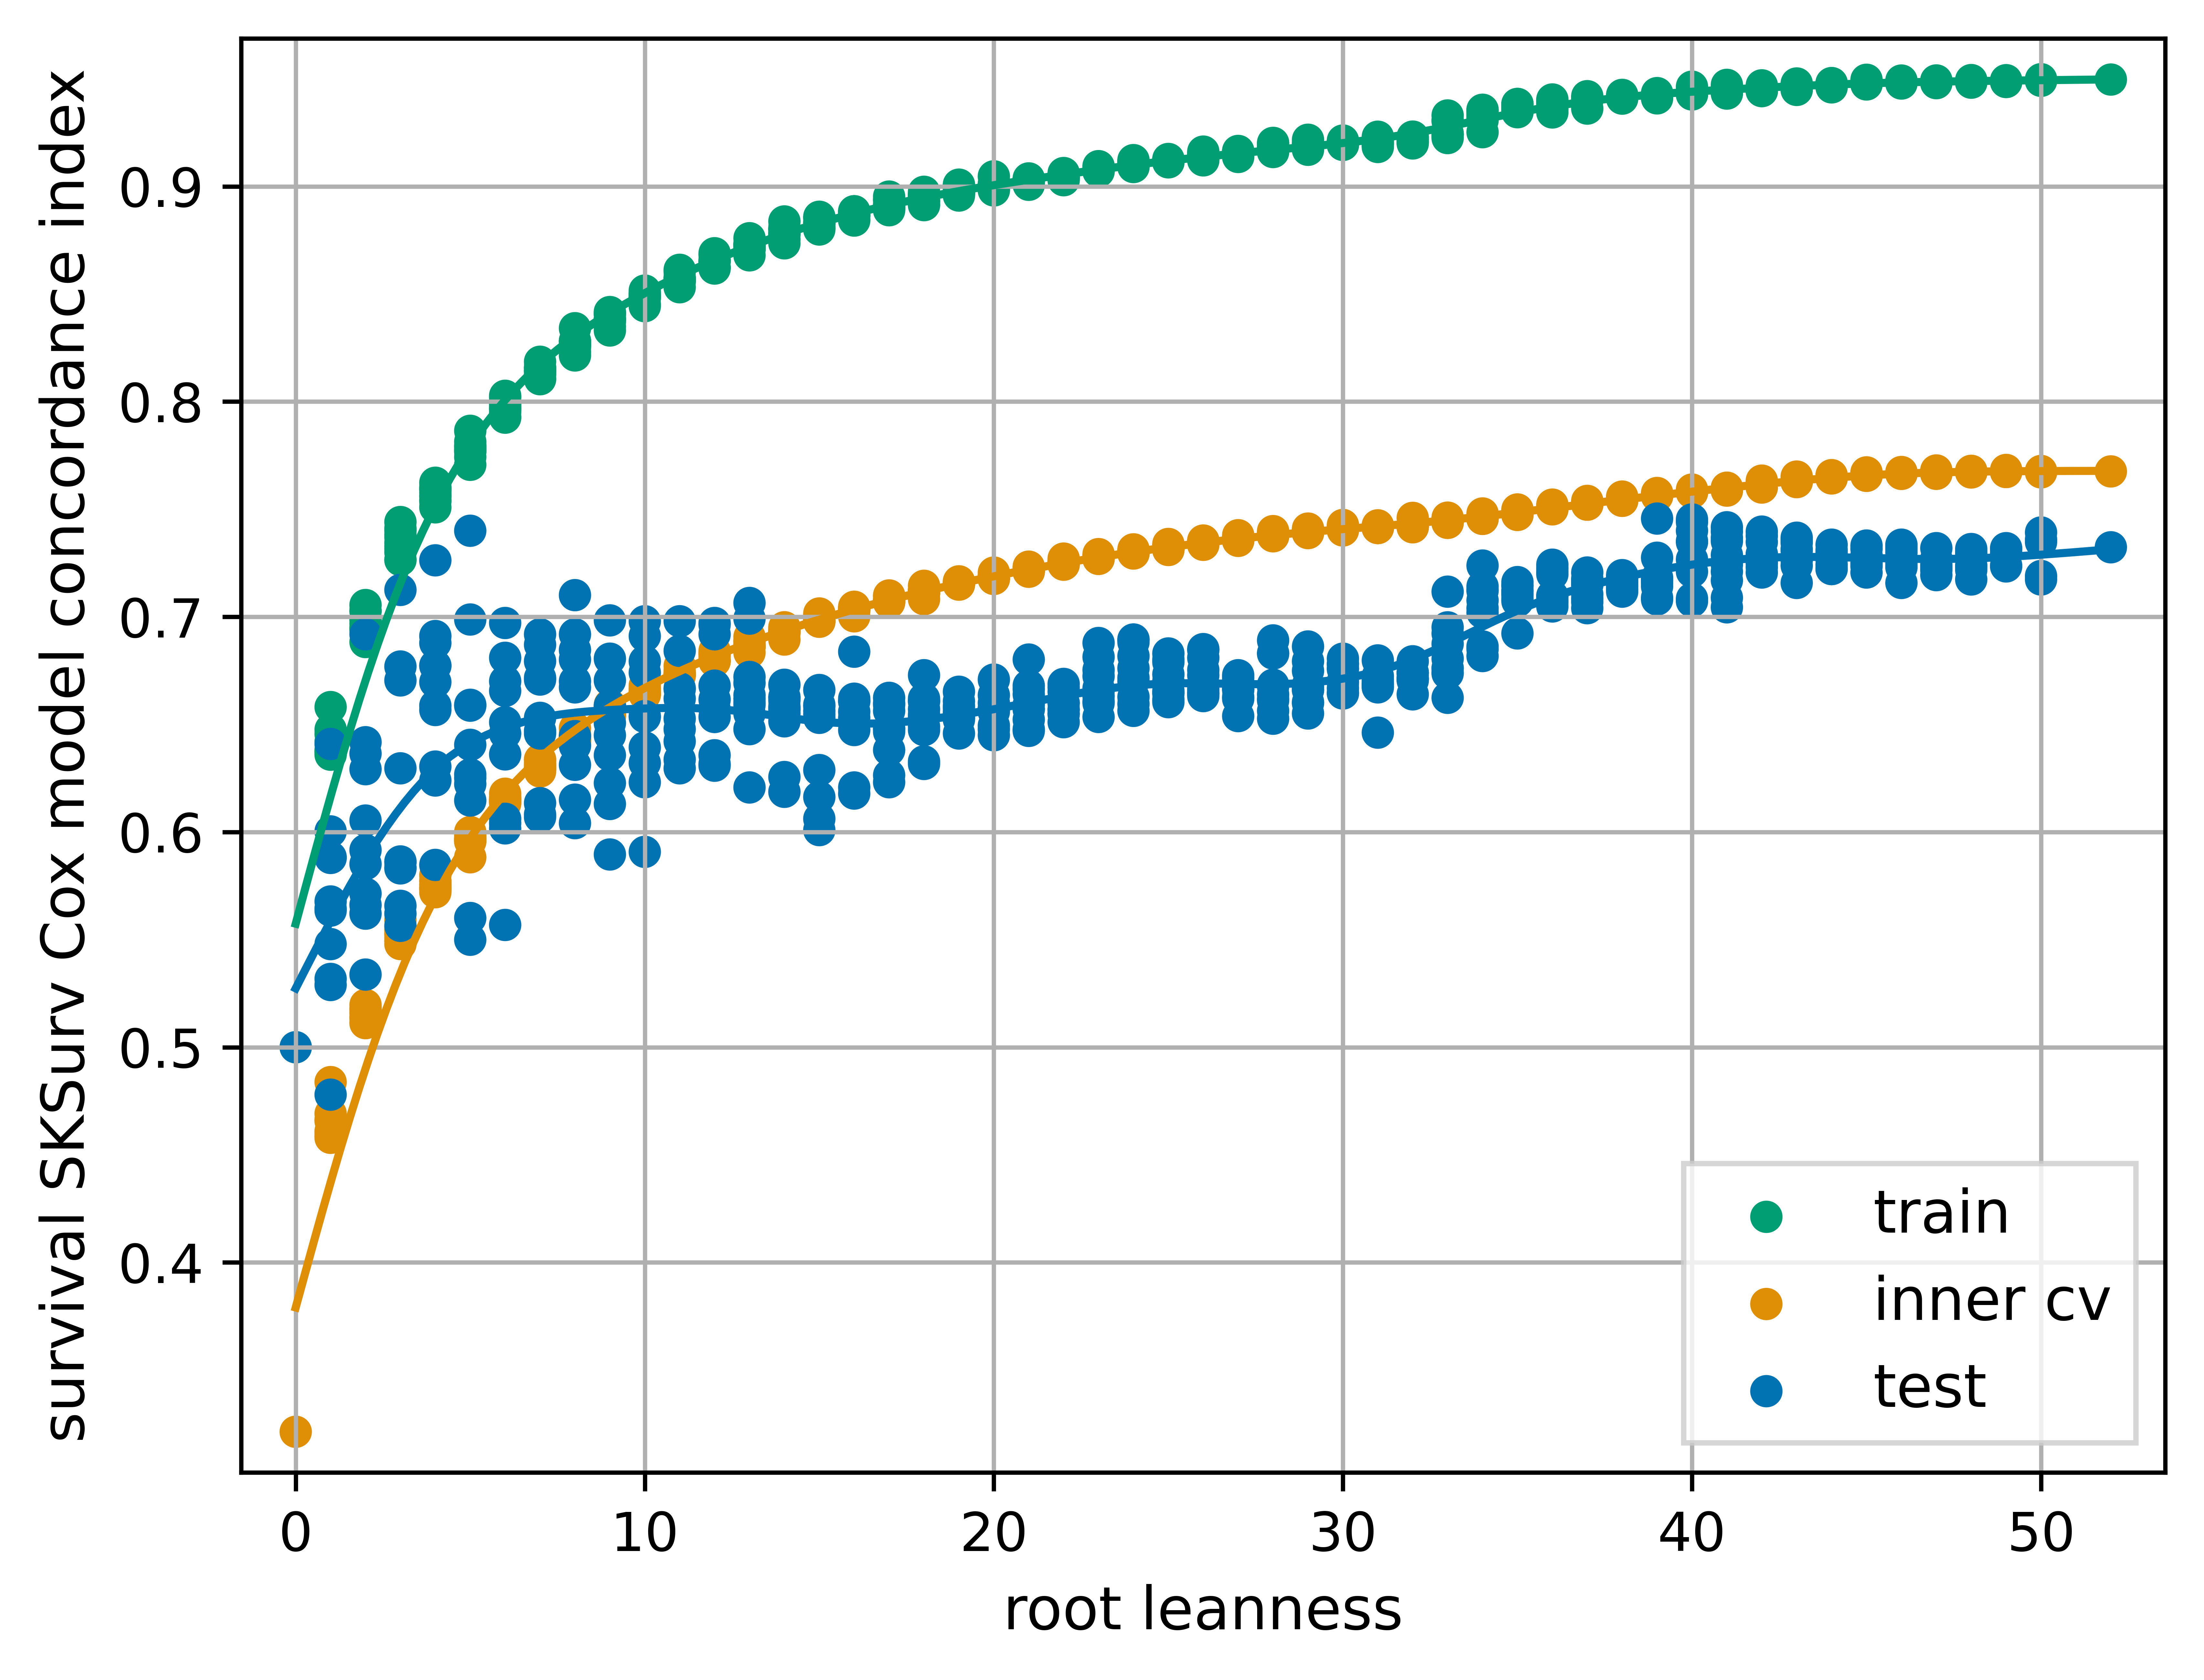 survival SKSurv Cox model concordance index
0.9
0.8
0.7
0.6
0.5
0.4
0 10 20 30 40 50
root leanness
train
inner cv
test